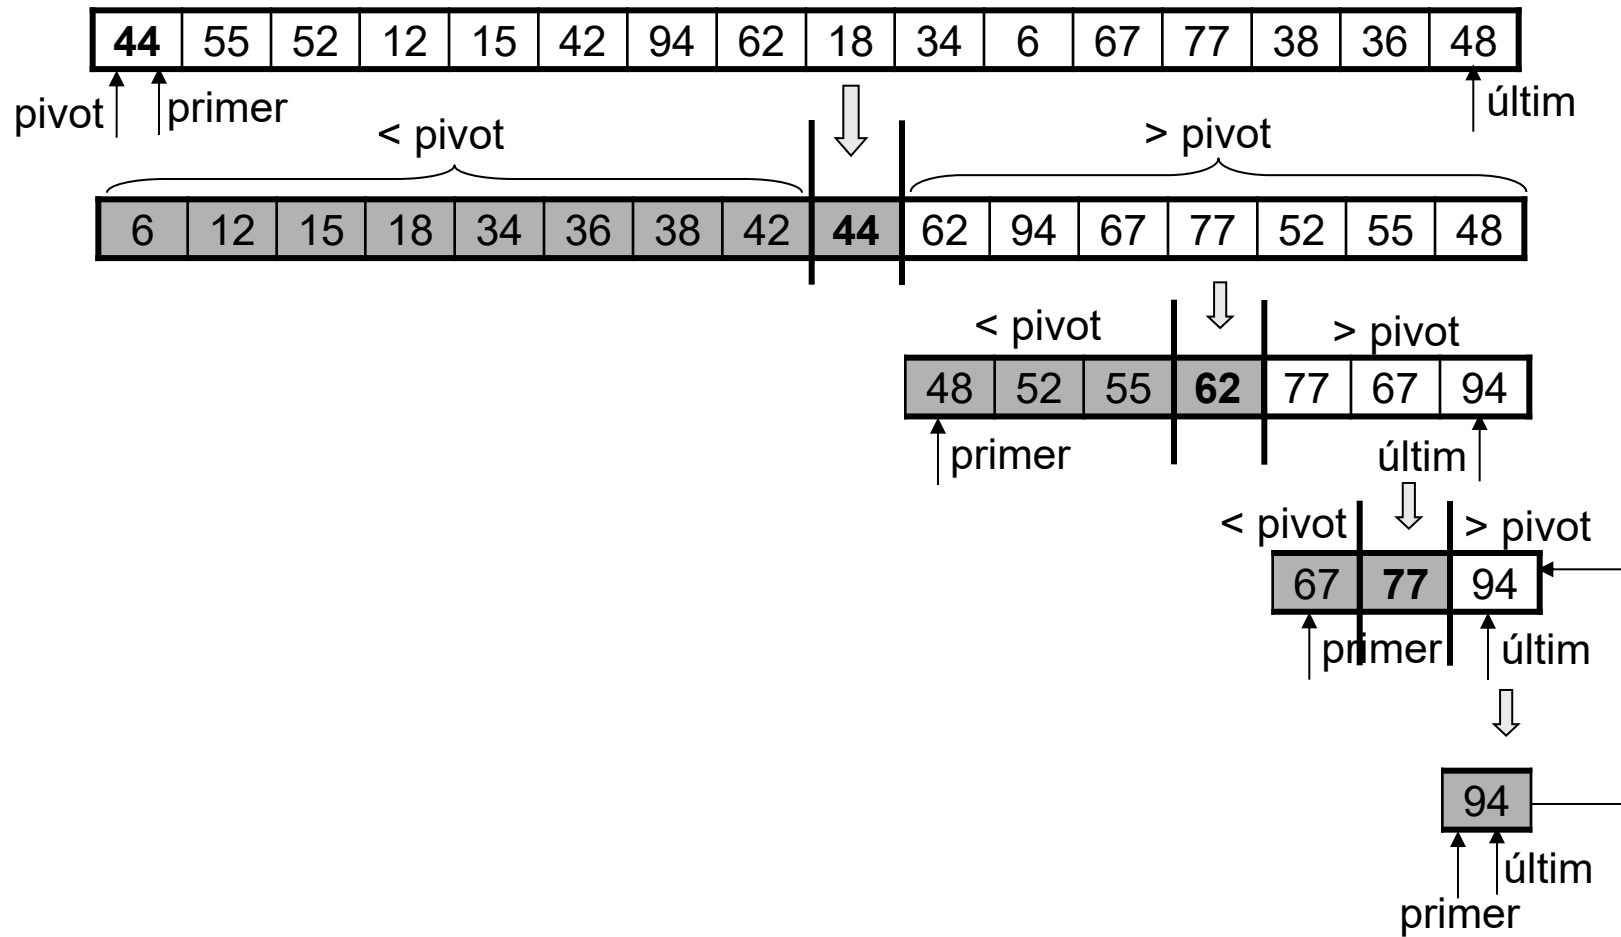 44 55 52 12 15 42 94 62 18 34 6 67 77 38 36 48
pivot primer últim
< pivot > pivot
6 12 15 18 34 36 38 42 44 62 94 67 77 52 55 48
< pivot > pivot
48 52 55 62 77 67 94
primer últim
< pivot > pivot
67 77 94
primer últim
94
últim
primer